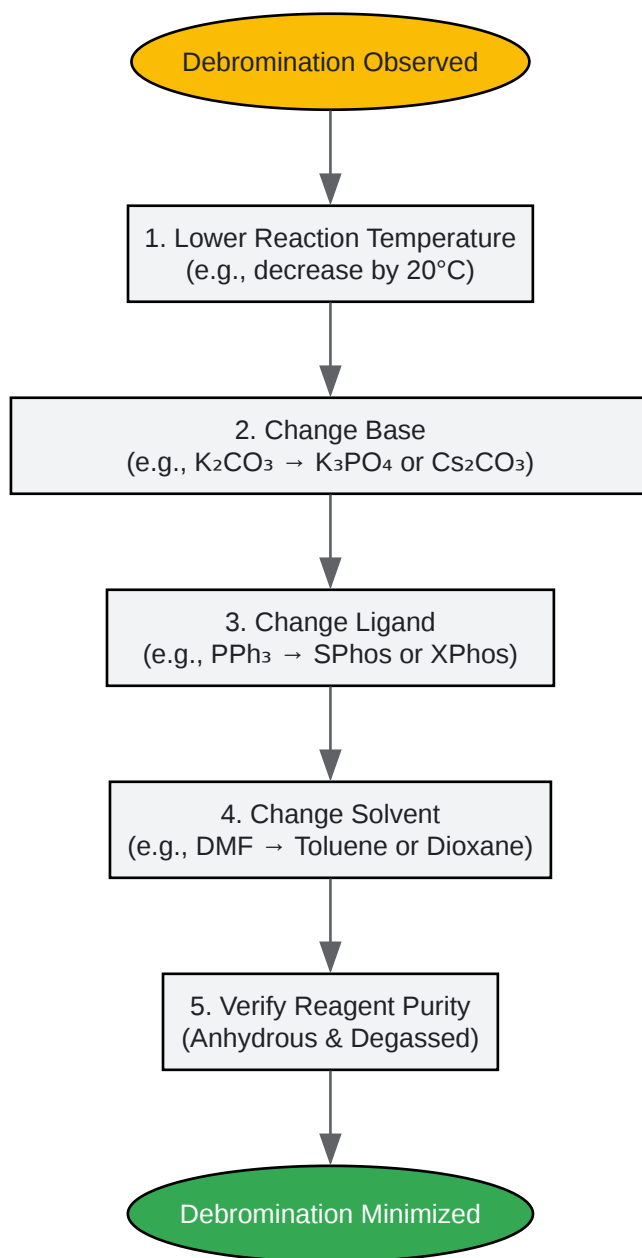 Debromination Observed
1. Lower Reaction Temperature
(e.g., decrease by 20°C)
2. Change Base
(e.g., K₂CO₃ → K₃PO₄ or Cs₂CO₃)
3. Change Ligand
(e.g., PPh₃ → SPhos or XPhos)
4. Change Solvent
(e.g., DMF → Toluene or Dioxane)
5. Verify Reagent Purity
(Anhydrous & Degassed)
Debromination Minimized